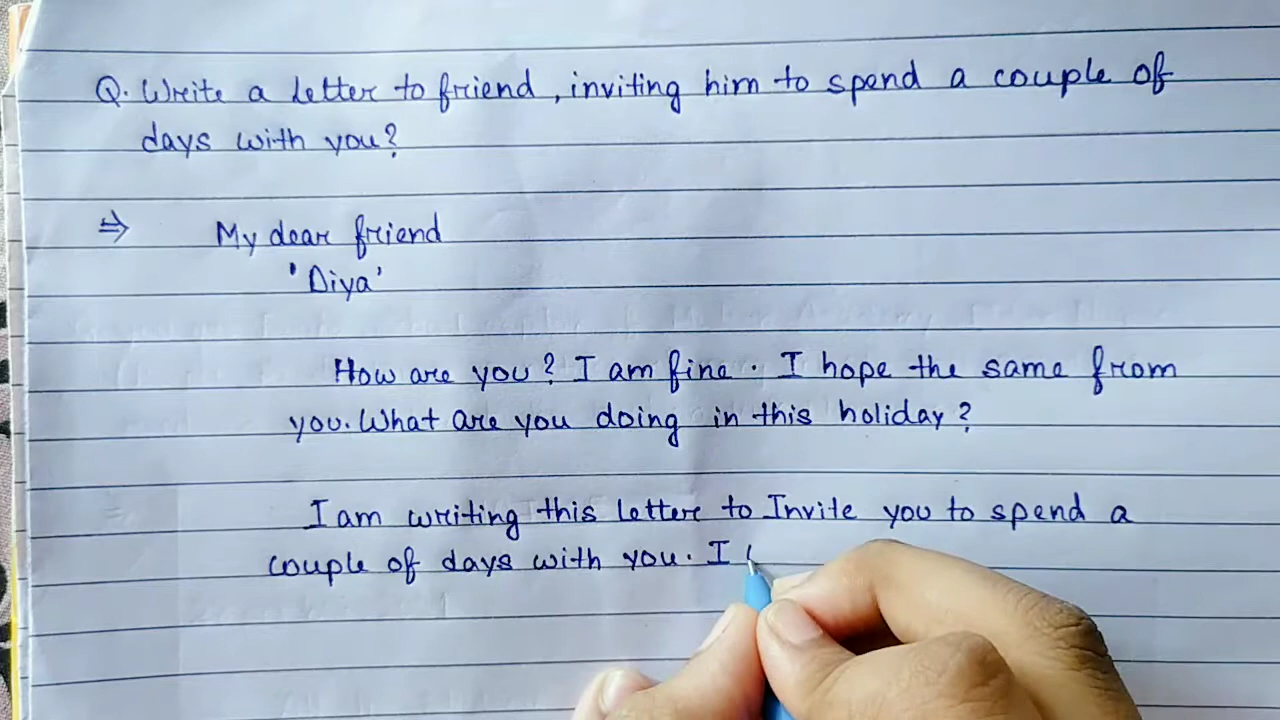 Q. Write a letter to friend, inviting him to spend a couple of
days with you?
⇒ My dear friend
'Diya'
How are you? I am fine. I hope the same from
you. What are you doing in this holiday?
I am writing this letter to Invite you to spend a
couple of days with you. I